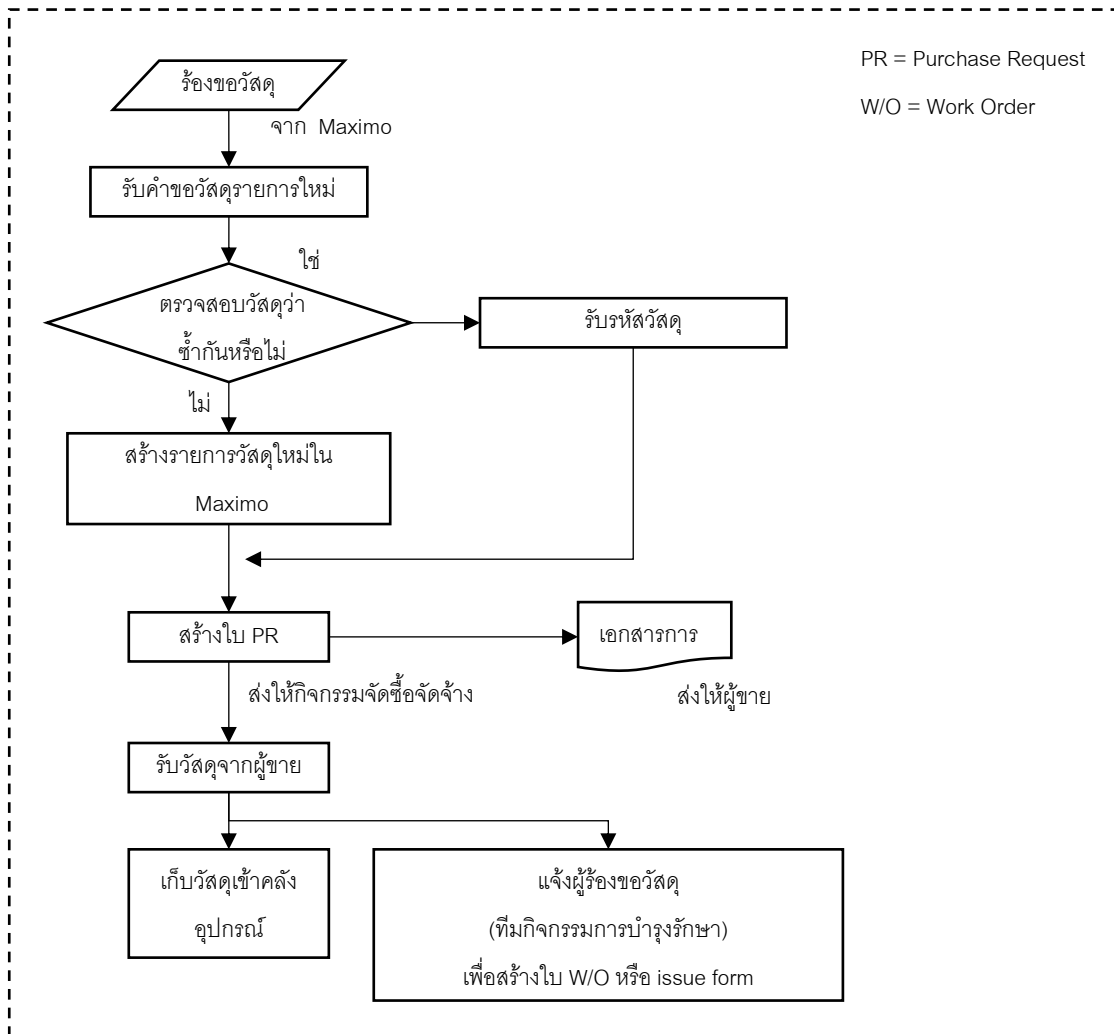 ร้องขอวัสดุ
จาก Maximo
PR = Purchase Request
W/O = Work Order
รับคำขอวัสดุรายการใหม่
ใช่
ตรวจสอบวัสดุว่า
ซ้ำกันหรือไม่
รับรหัสวัสดุ
ไม่
สร้างรายการวัสดุใหม่ใน
Maximo
สร้างใบ PR
เอกสารการ
ส่งให้กิจกรรมจัดซื้อจัดจ้าง
ส่งให้ผู้ขาย
รับวัสดุจากผู้ขาย
เก็บวัสดุเข้าคลัง
อุปกรณ์
แจ้งผู้ร้องขอวัสดุ
(ทีมกิจกรรมการบำรุงรักษา)
เพื่อสร้างใบ W/O หรือ issue form